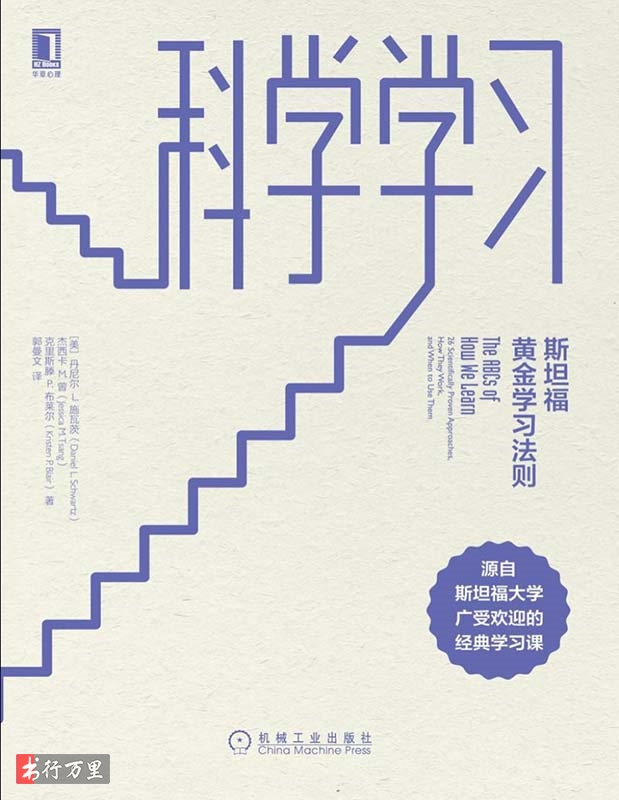 HZ BOOKS
华章心理
科学学习
斯坦福
黄金学习法则
The ABCs of
How We Learn
26 Scientifically Proven Approaches,
How They Work,
and When to Use Them
[美] 丹尼尔 L. 施瓦茨 (Daniel L. Schwartz)
杰西卡 M. 曾 (Jessica M. Tsang)
克里斯滕 P. 布莱尔 (Kristen P. Blair) 著
郭曼文 译
源自
斯坦福大学
广受欢迎的
经典学习课
机械工业出版社
China Machine Press
书行万里